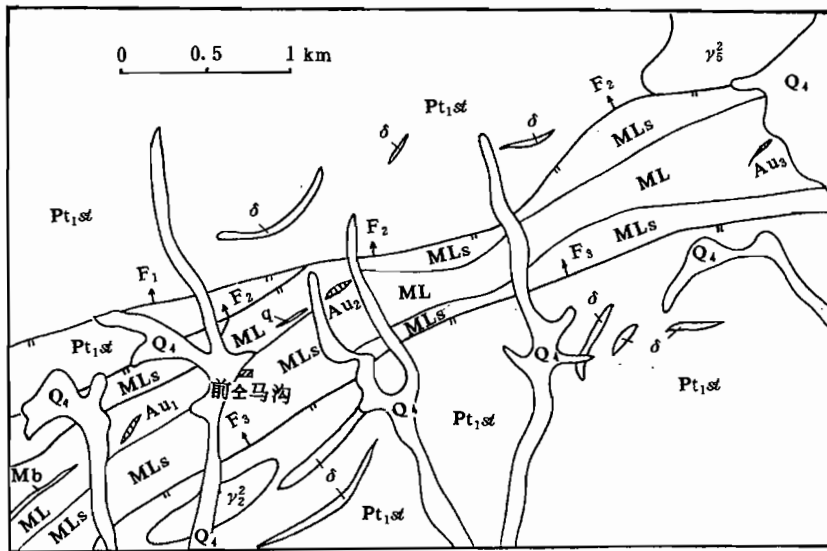 0 0.5 1 km
γ₅²
Q₄
F₂
Pt₁st
δ
δ
MLs
Au₃
ML
δ
Pt₁st
F₂
MLs
MLs
F₁
F₃
Q₄
F₂
Au₂
ML
q
ML
MLs
Pt₁st
Q₄
δ
MLs
δ
Q₄
Pt₁st
MLs
前仝马沟
Q₄
Au₁
Q₄
F₃
Pt₁st
MLs
Mb
δ
γ₂²
δ
ML
MLs
Pt₁st
Q₄